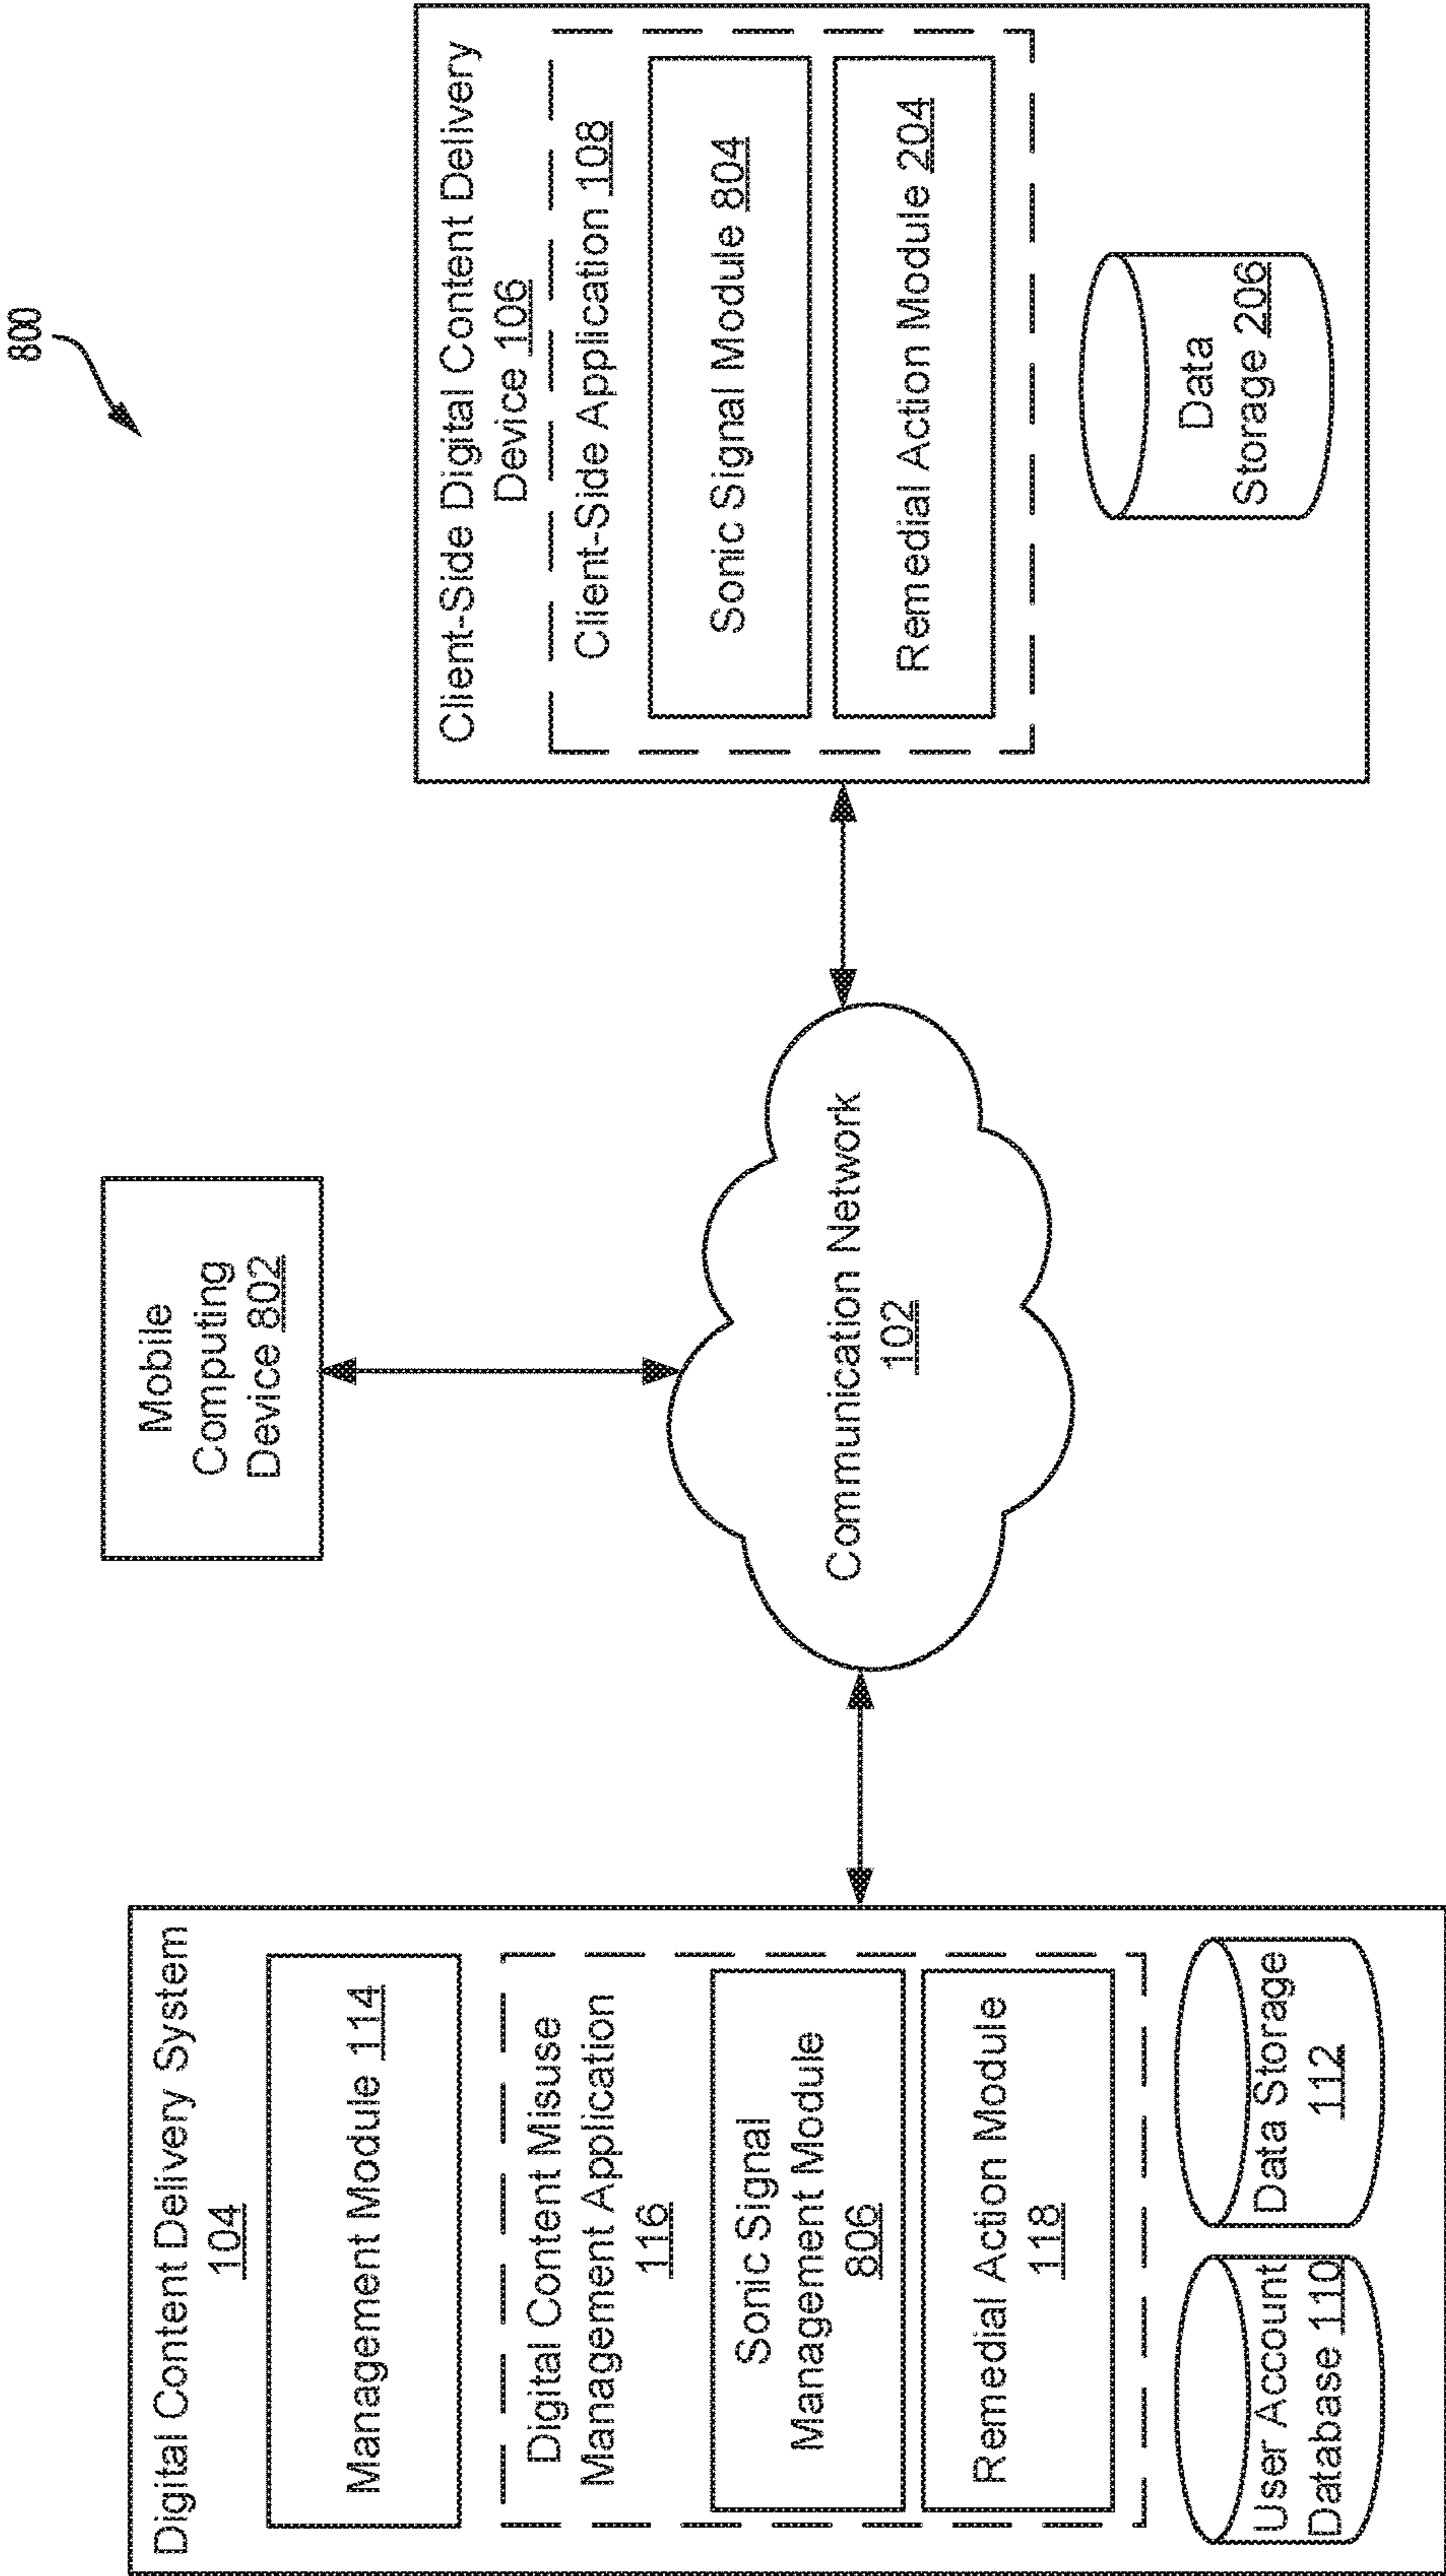 800
Digital Content Delivery System
104
Management Module 114
Digital Content Misuse
Management Application
116
Sonic Signal
Management Module
806
Remedial Action Module
118
User Account
Database 110
Data Storage
112
Mobile
Computing
Device 802
Communication Network
102
Client-Side Digital Content Delivery
Device 106
Client-Side Application 108
Sonic Signal Module 804
Remedial Action Module 204
Data
Storage 206